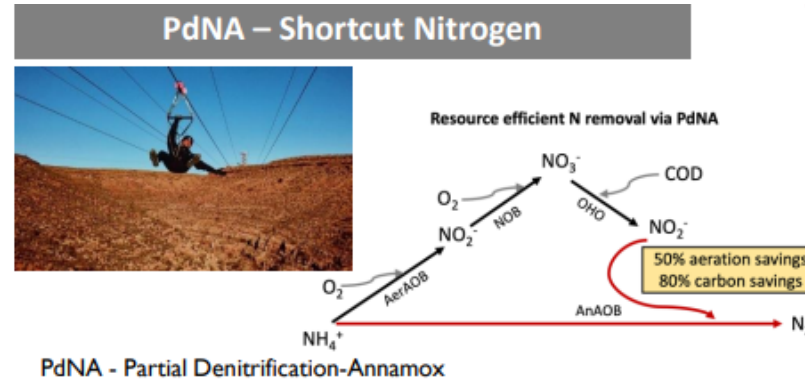 PdNA – Shortcut Nitrogen
Resource efficient N removal via PdNA
NO₃⁻
COD
O₂
NOB
OHO
NO₂⁻
NO₂⁻
50% aeration savings
80% carbon savings
O₂
AerAOB
AnAOB
NH₄⁺
N
PdNA - Partial Denitrification-Annamox